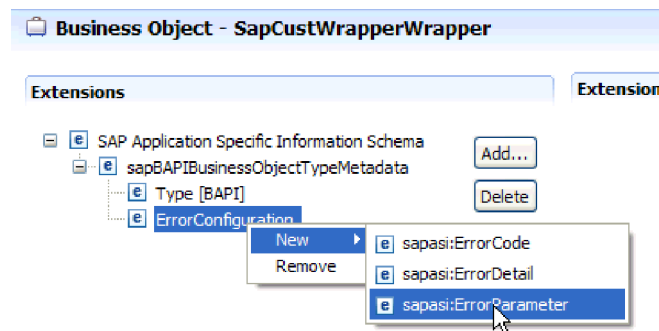 Business Object - SapCustWrapperWrapper
Extensions
Extension
SAP Application Specific Information Schema
Add...
sapBAPIBusinessObjectTypeMetadata
Type [BAPI]
Delete
ErrorConfiguration
New
sapasi:ErrorCode
Remove
sapasi:ErrorDetail
sapasi:ErrorParameter